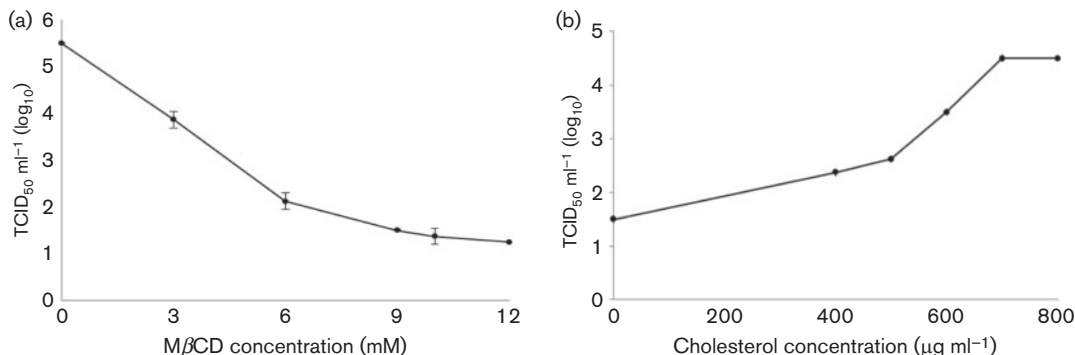 (a)
6
5
4
3
2
1
0
TCID₅₀ ml⁻¹ (log₁₀)
0 3 6 9 12
MβCD concentration (mM)
(b)
5
4
3
2
1
0
TCID₅₀ ml⁻¹ (log₁₀)
0 200 400 600 800
Cholesterol concentration (µg ml⁻¹)